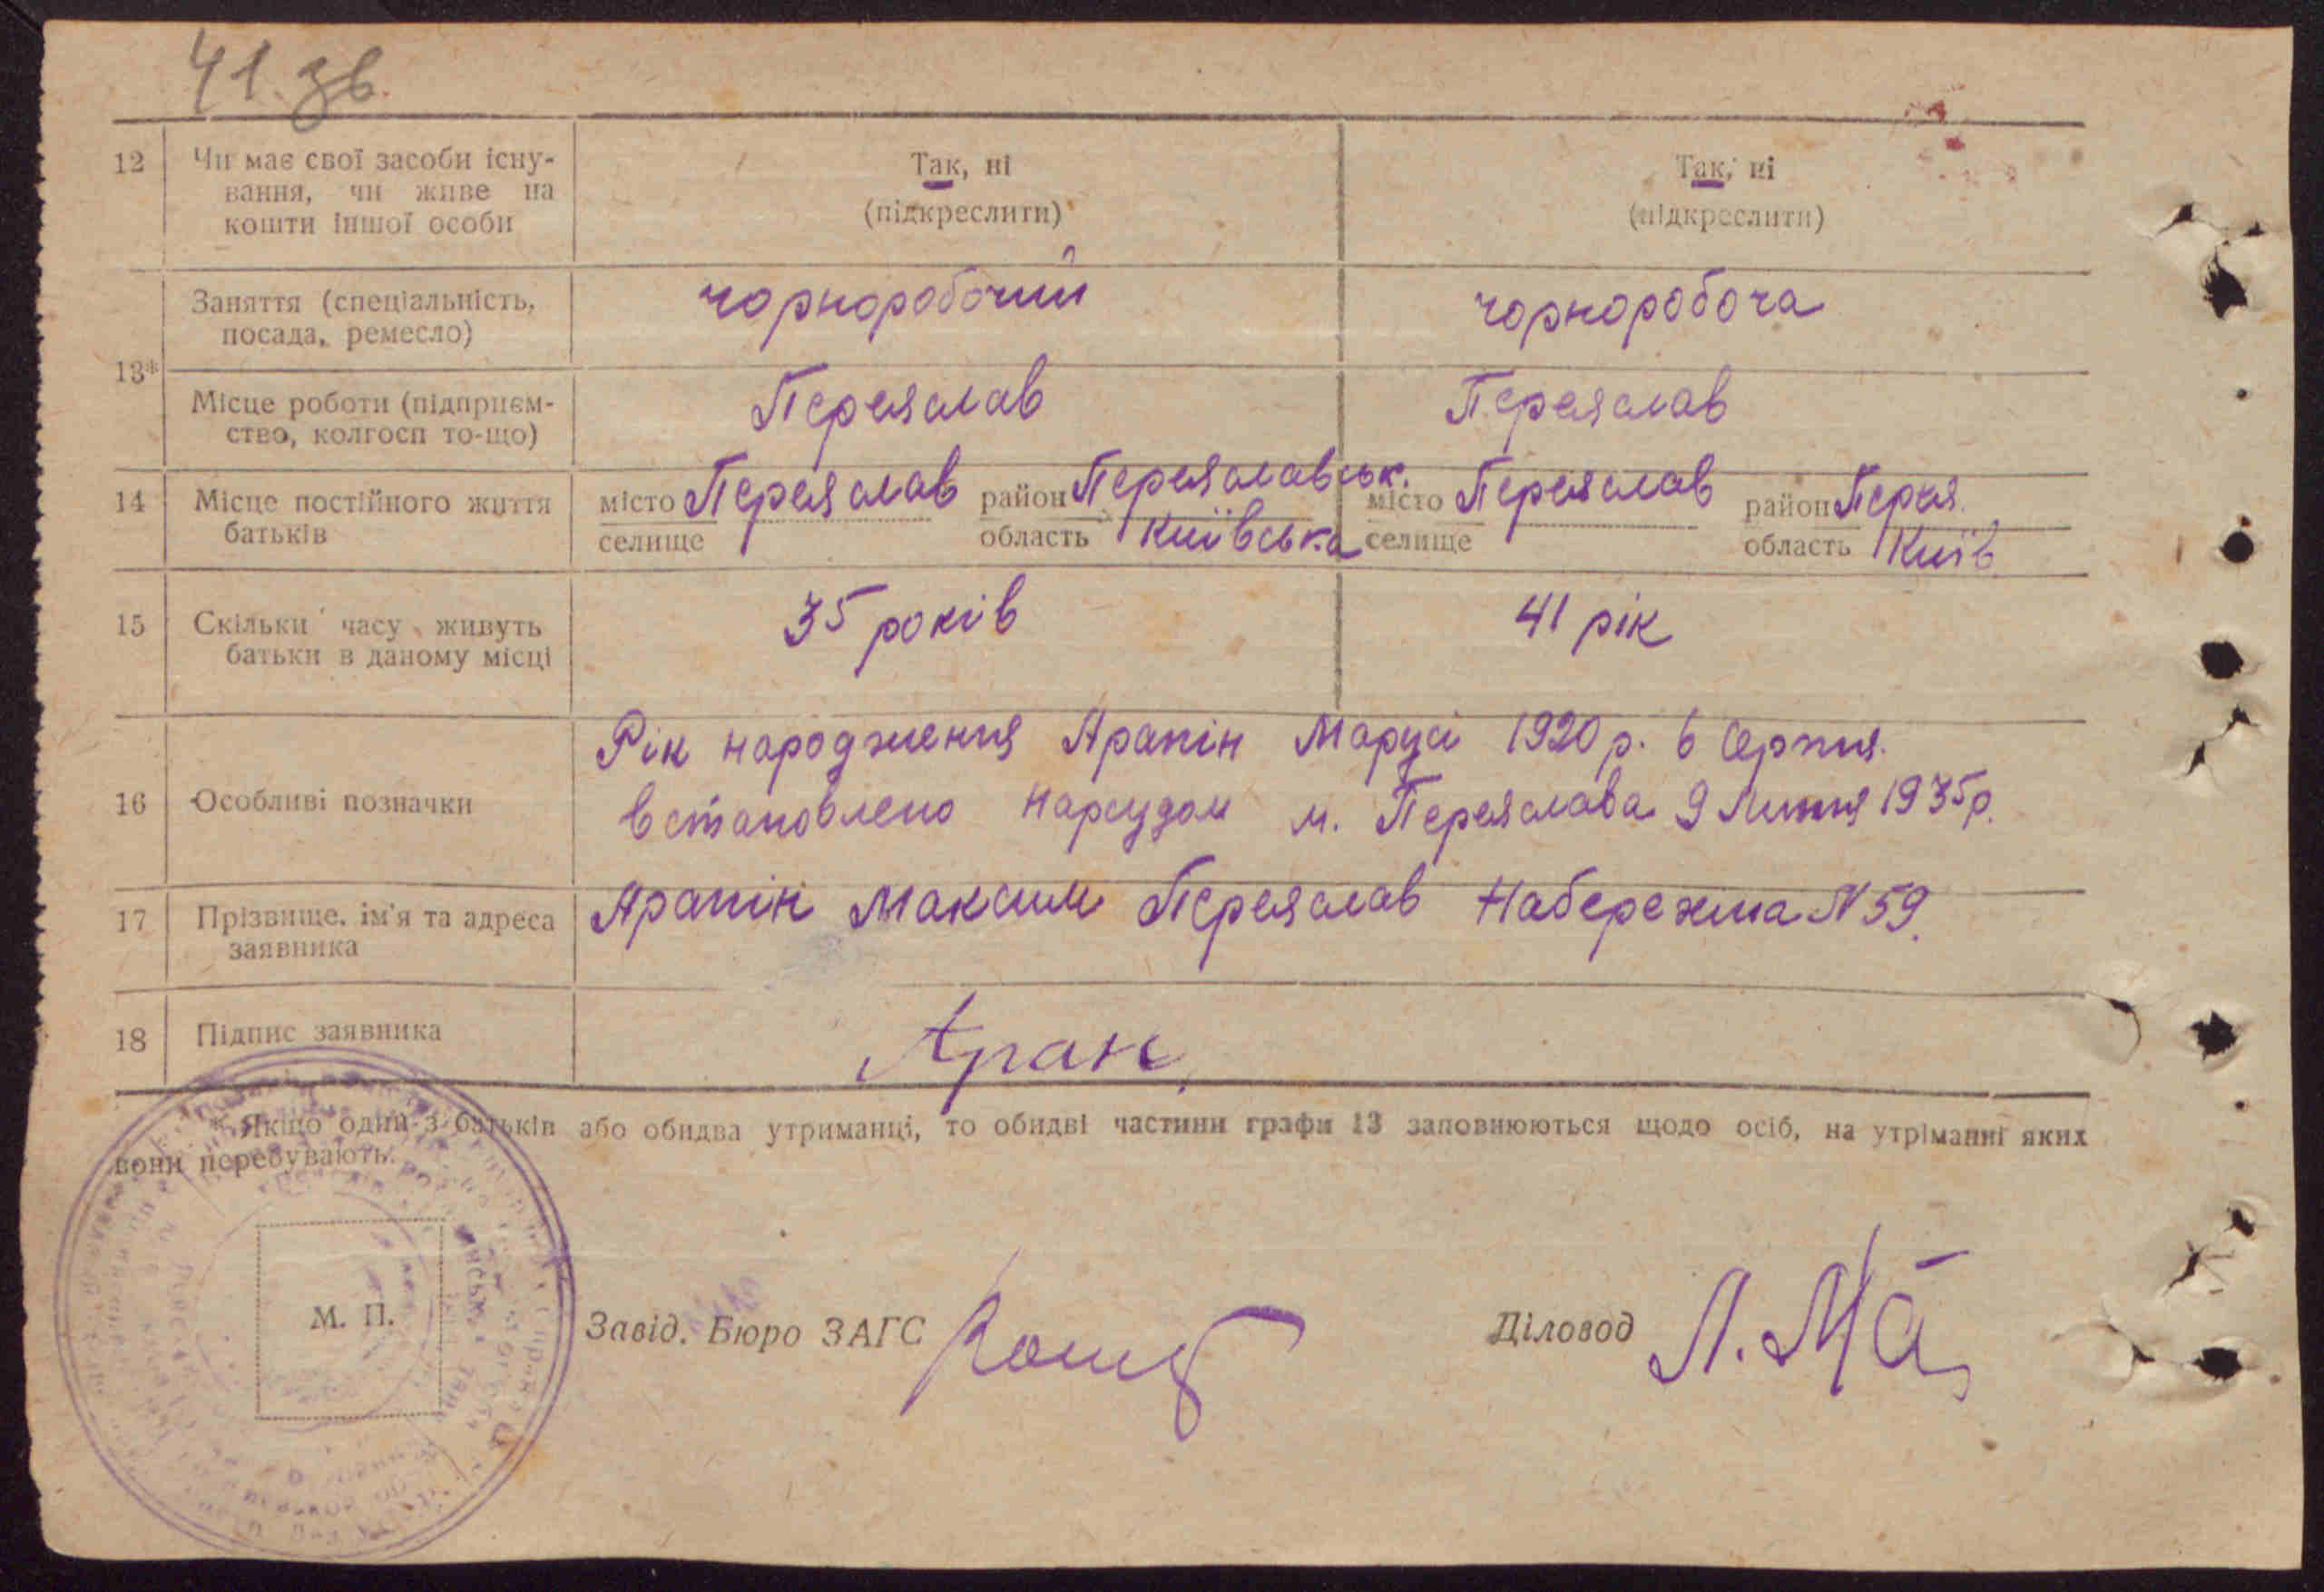 41 зв.
12 Чи має свої засоби існу-
вання, чи живе на
кошти іншої особи
Так, ні
(підкреслити)
Так, ні
(підкреслити)
13*
Заняття (спеціальність,
посада, ремесло)
чорноробочий
чорноробоча
Місце роботи (підприєм-
ство, колгосп то-що)
Переяслав
Переяслав
14 Місце постійного життя
батьків
місто Переяслав район Переяславськ.
селище область Київська
місто Переяслав район Перея.
селище область Київ
15 Скільки часу живуть
батьки в даному місці
35 років
41 рік
16 Особливі позначки
Рік народження Арапін Марусі 1920 р. 6 Серпня.
встановлено нарсудом м. Переяслава 9 Липня 1935 р.
17 Прізвище, ім'я та адреса
заявника
Арапін Максим Переяслав Набережна N 59.
18 Підпис заявника
* Якщо один з батьків або обидва утриманці, то обидві частини графи 13 заповнюються щодо осіб, на утріманні яких
вони перебувають.
М. П.
Завід. Бюро ЗАГС
Діловод